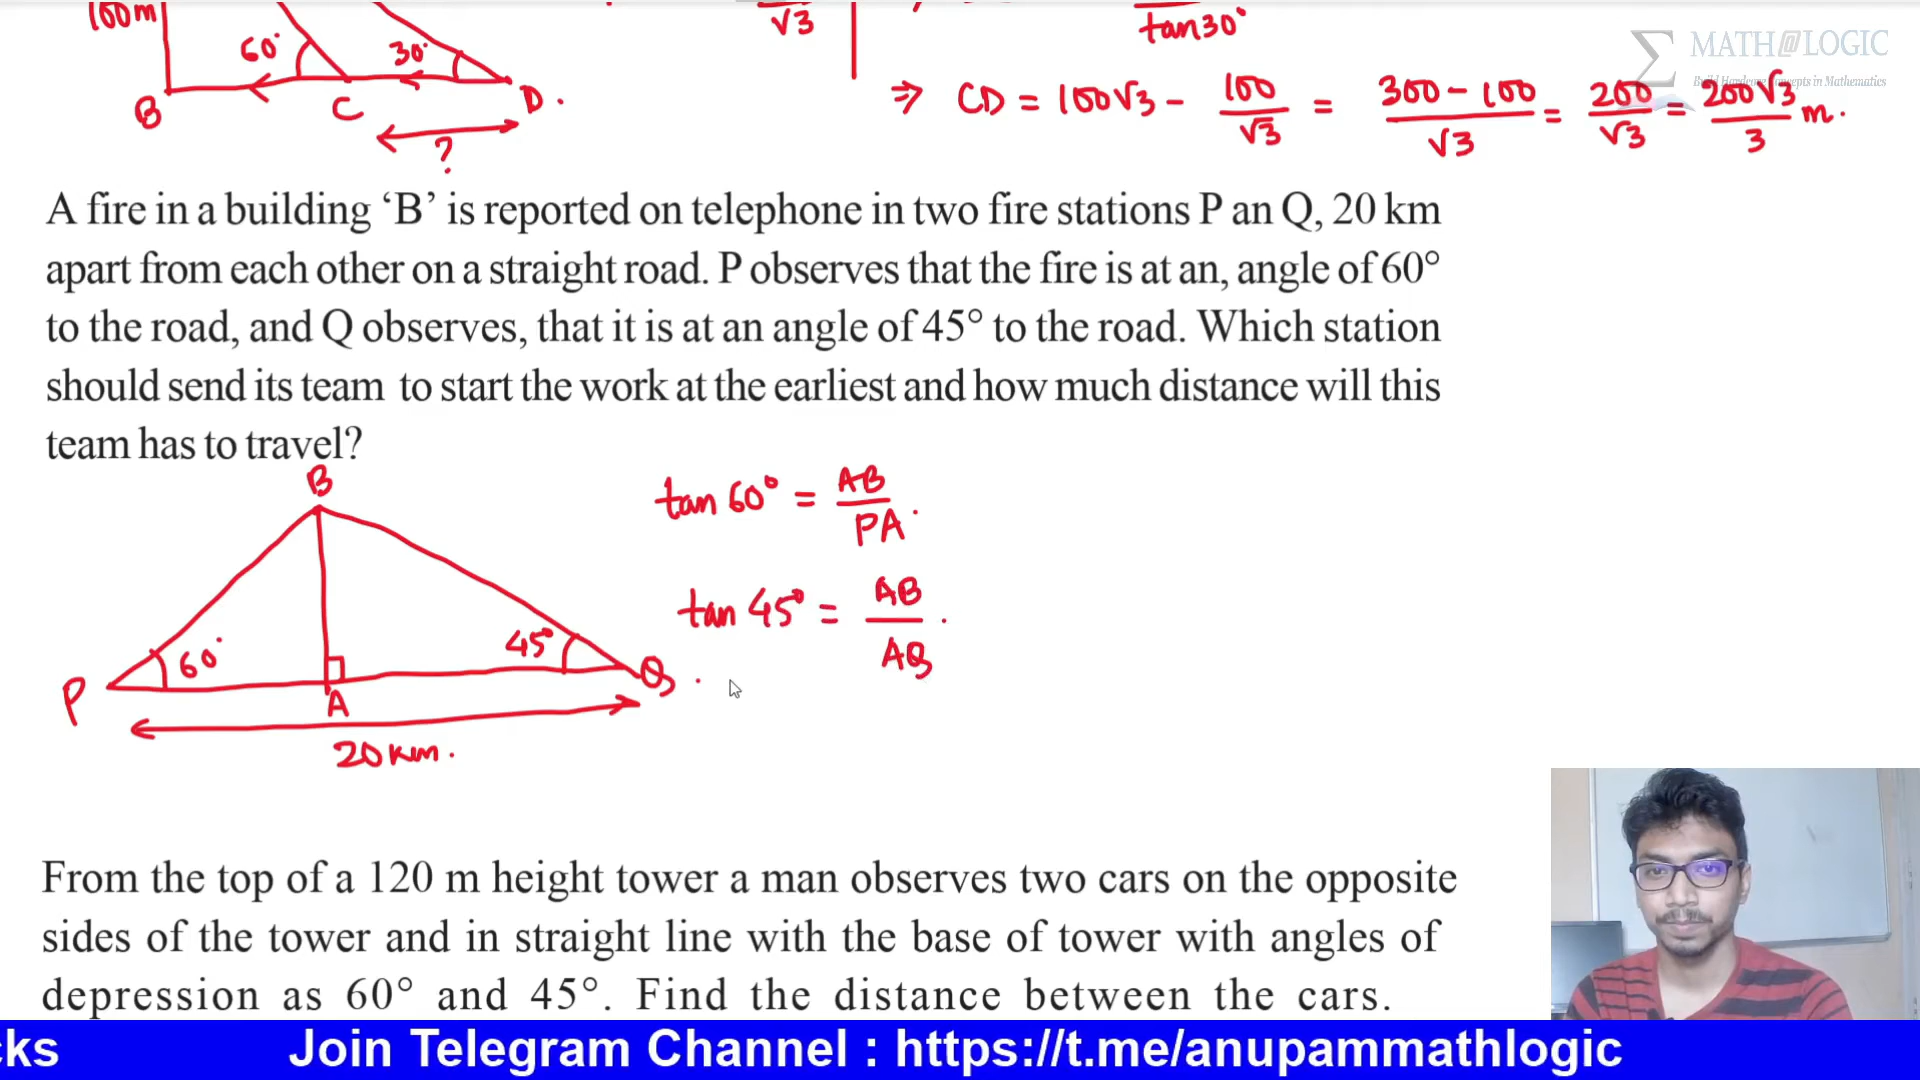 100m
60°
30°
B
C
D.
?
√3
tan30°
⇒ CD = 100√3 - 100/√3 = 300 - 100/√3 = 200/√3 = 200√3/3 m.
MATH@LOGIC
Build Hardcore Concepts in Mathematics
A fire in a building ‘B’ is reported on telephone in two fire stations P an Q, 20 km
apart from each other on a straight road. P observes that the fire is at an, angle of 60°
to the road, and Q observes, that it is at an angle of 45° to the road. Which station
should send its team to start the work at the earliest and how much distance will this
team has to travel?
B
60°
45°
P
A
Q.
20 km.
tan 60° = AB/PA.
tan 45° = AB/AQ.
From the top of a 120 m height tower a man observes two cars on the opposite
sides of the tower and in straight line with the base of tower with angles of
depression as 60° and 45°. Find the distance between the cars.
cks Join Telegram Channel : https://t.me/anupammathlogic